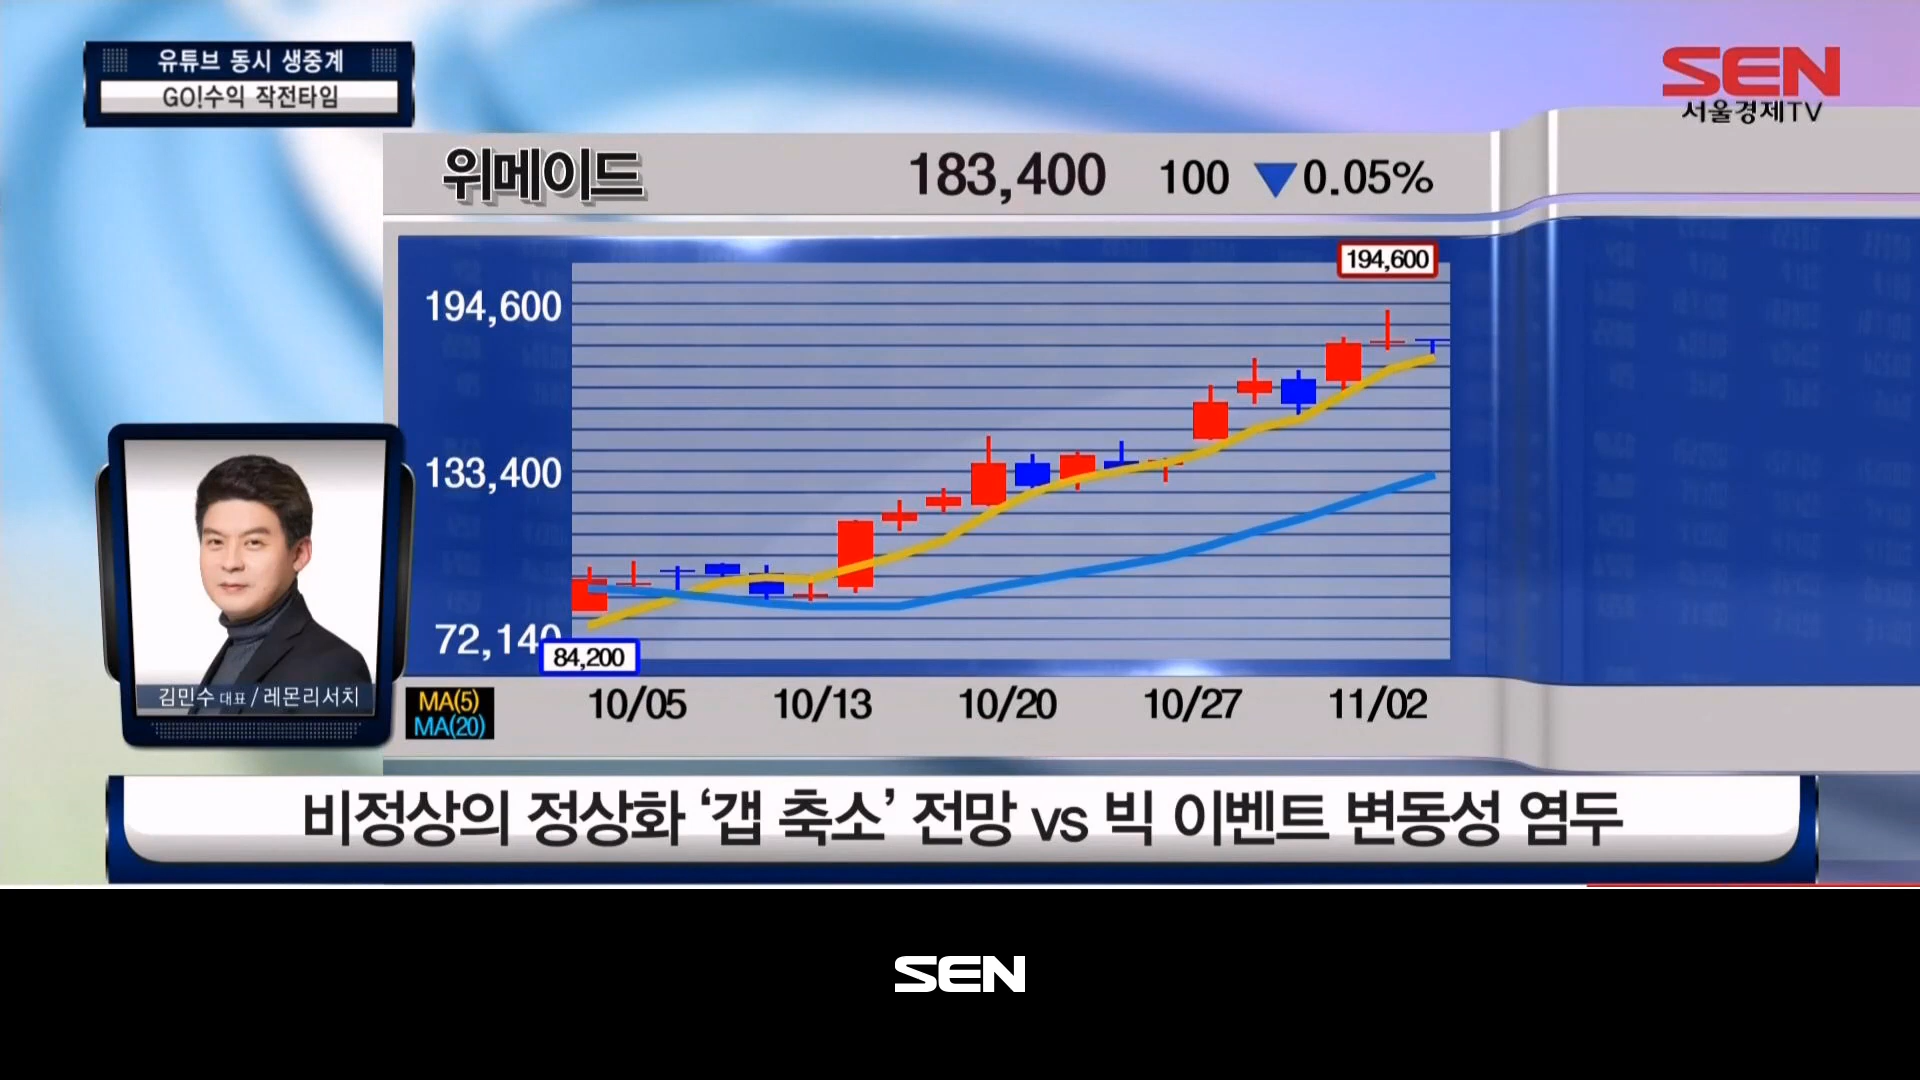 유튜브 동시 생중계
GO!수익 작전타임
SEN
서울경제TV
위메이드 183,400 100 ▼0.05%
194,600
194,600
133,400
72,140
84,200
김민수 대표 / 레몬리서치
MA(5)
MA(20)
10/05 10/13 10/20 10/27 11/02
비정상의 정상화 ‘갭 축소’ 전망 vs 빅 이벤트 변동성 염두
SEN